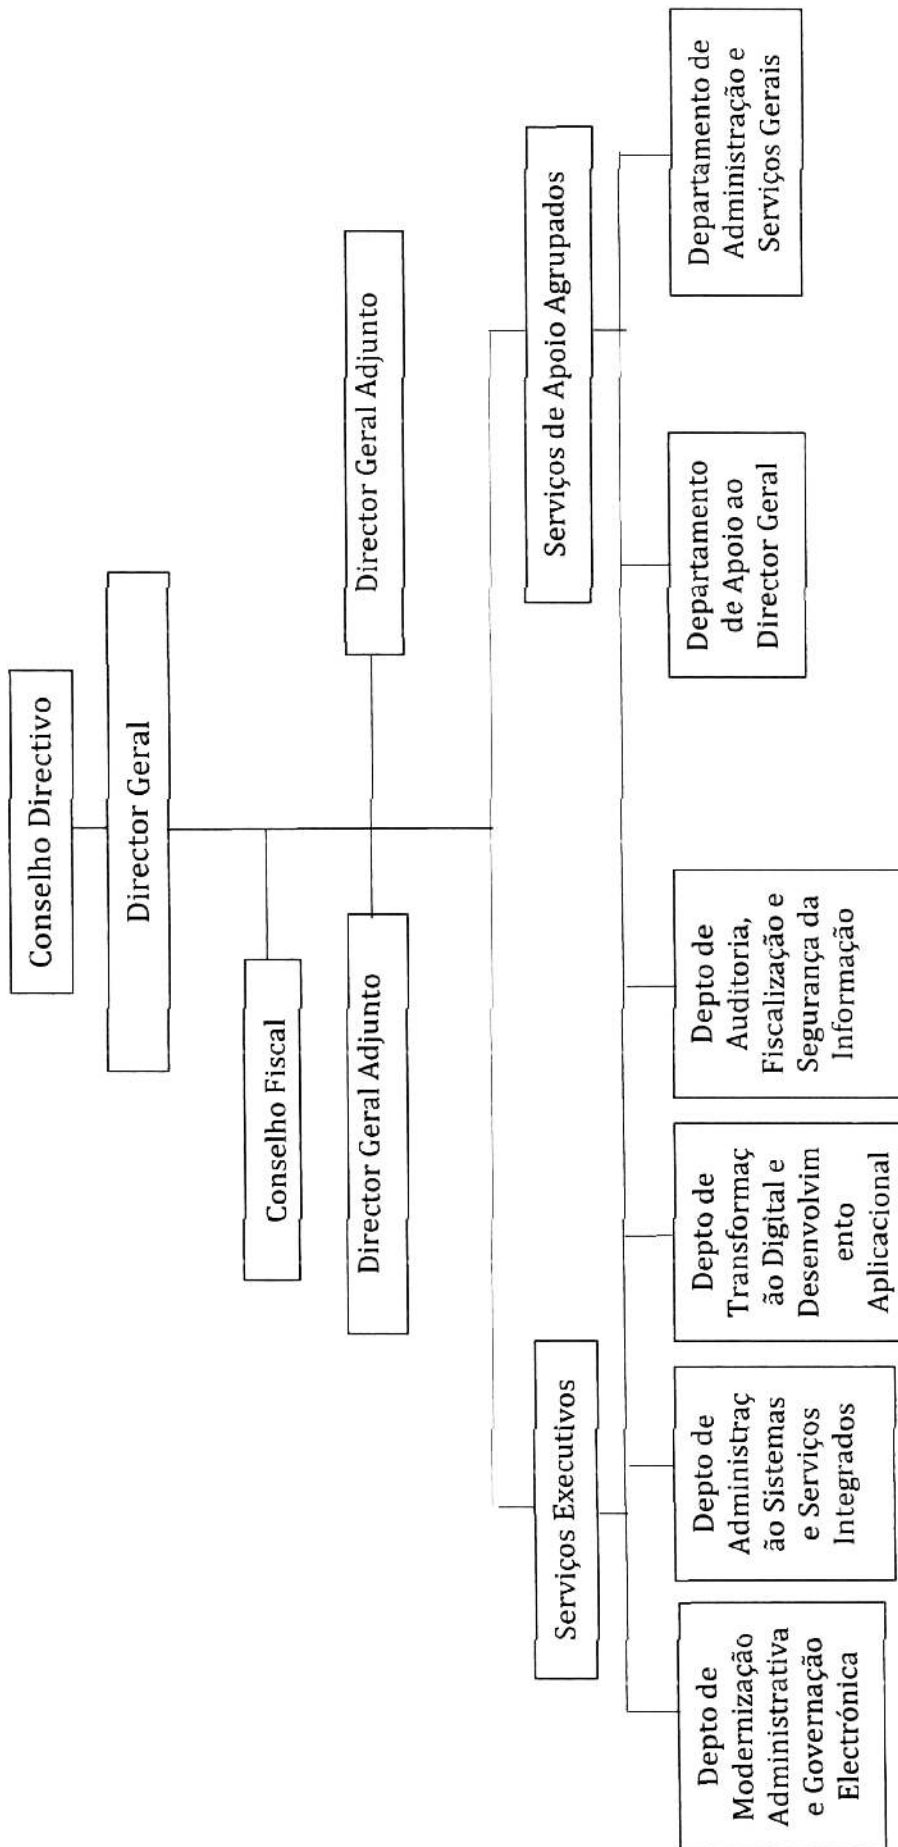 Conselho Directivo
Director Geral
Conselho Fiscal
Director Geral Adjunto
Director Geral Adjunto
Serviços Executivos
Serviços de Apoio Agrupados
Depto de
Modernização
Administrativa
e Governação
Electrónica
Depto de
Administraç
ão Sistemas
e Serviços
Integrados
Depto de
Transformaç
ão Digital e
Desenvolvim
ento
Aplicacional
Depto de
Auditoria,
Fiscalização e
Segurança da
Informação
Departamento
de Apoio ao
Director Geral
Departamento de
Administração e
Serviços Gerais